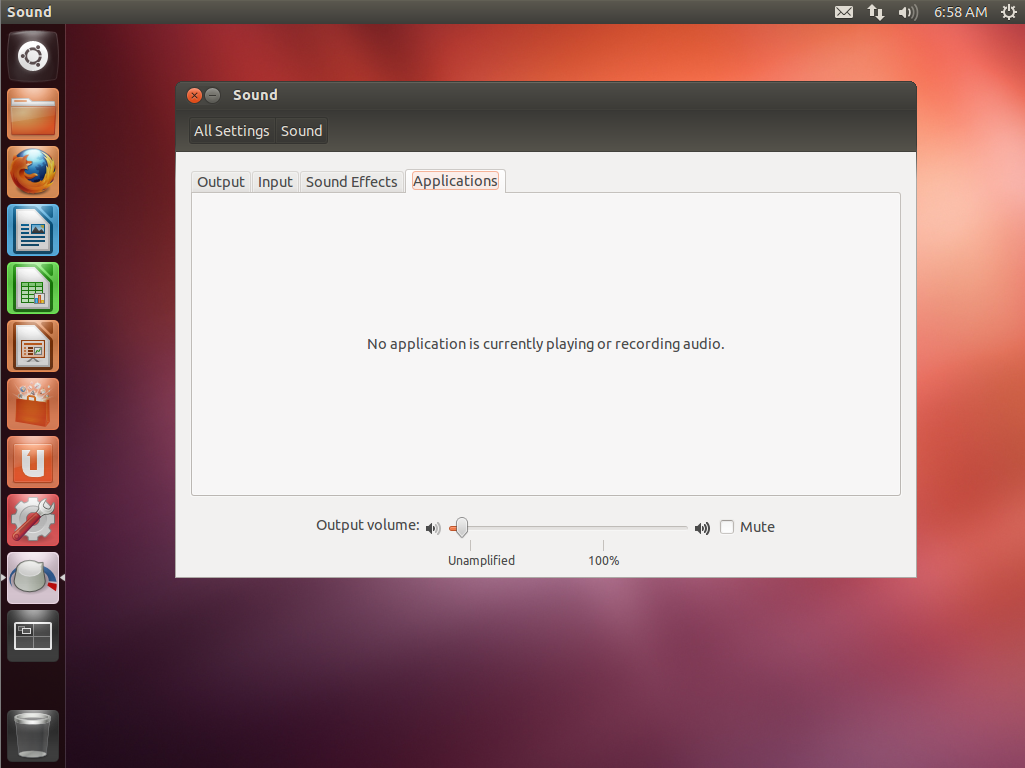 Sound
6:58 AM
Sound
All Settings Sound
Output Input Sound Effects Applications
No application is currently playing or recording audio.
Output volume: Mute
Unamplified 100%